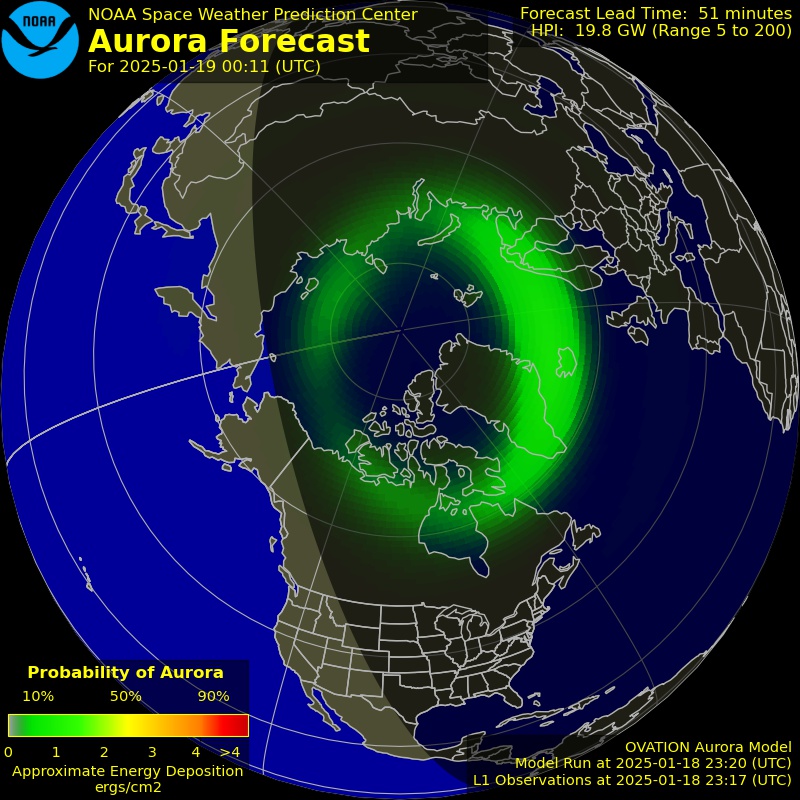 NOAA
NOAA Space Weather Prediction Center
Aurora Forecast
For 2025-01-19 00:11 (UTC)
Forecast Lead Time: 51 minutes
HPI: 19.8 GW (Range 5 to 200)
Probability of Aurora
10% 50% 90%
0 1 2 3 4 >4
Approximate Energy Deposition
ergs/cm2
OVATION Aurora Model
Model Run at 2025-01-18 23:20 (UTC)
L1 Observations at 2025-01-18 23:17 (UTC)